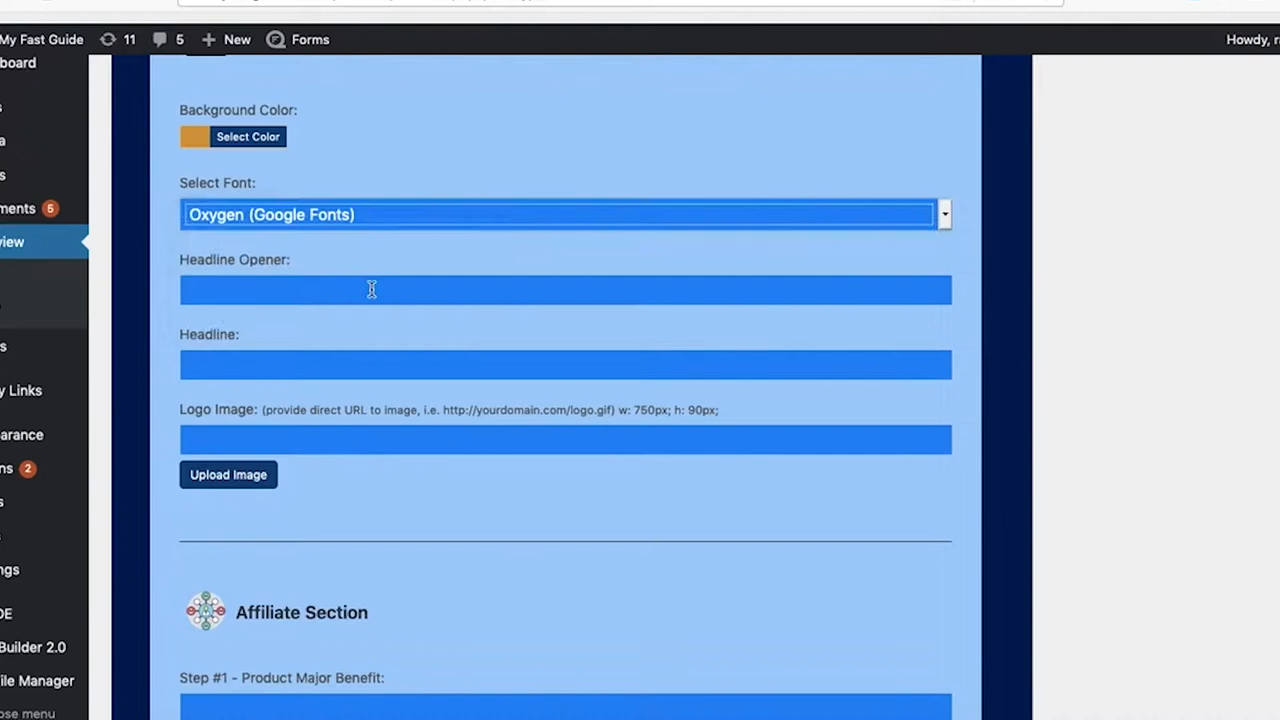 My Fast Guide 11 5 New Forms Howdy,
board
Background Color:
Select Color
Select Font:
ments 5
Oxygen (Google Fonts)
view
Headline Opener:
Headline:
y Links
Logo Image: (provide direct URL to image, i.e. http://yourdomain.com/logo.gif) w: 750px; h: 90px;
arance
ns 2
Upload Image
ngs
DE
Affiliate Section
Builder 2.0
Step #1 - Product Major Benefit:
ile Manager
ose menu